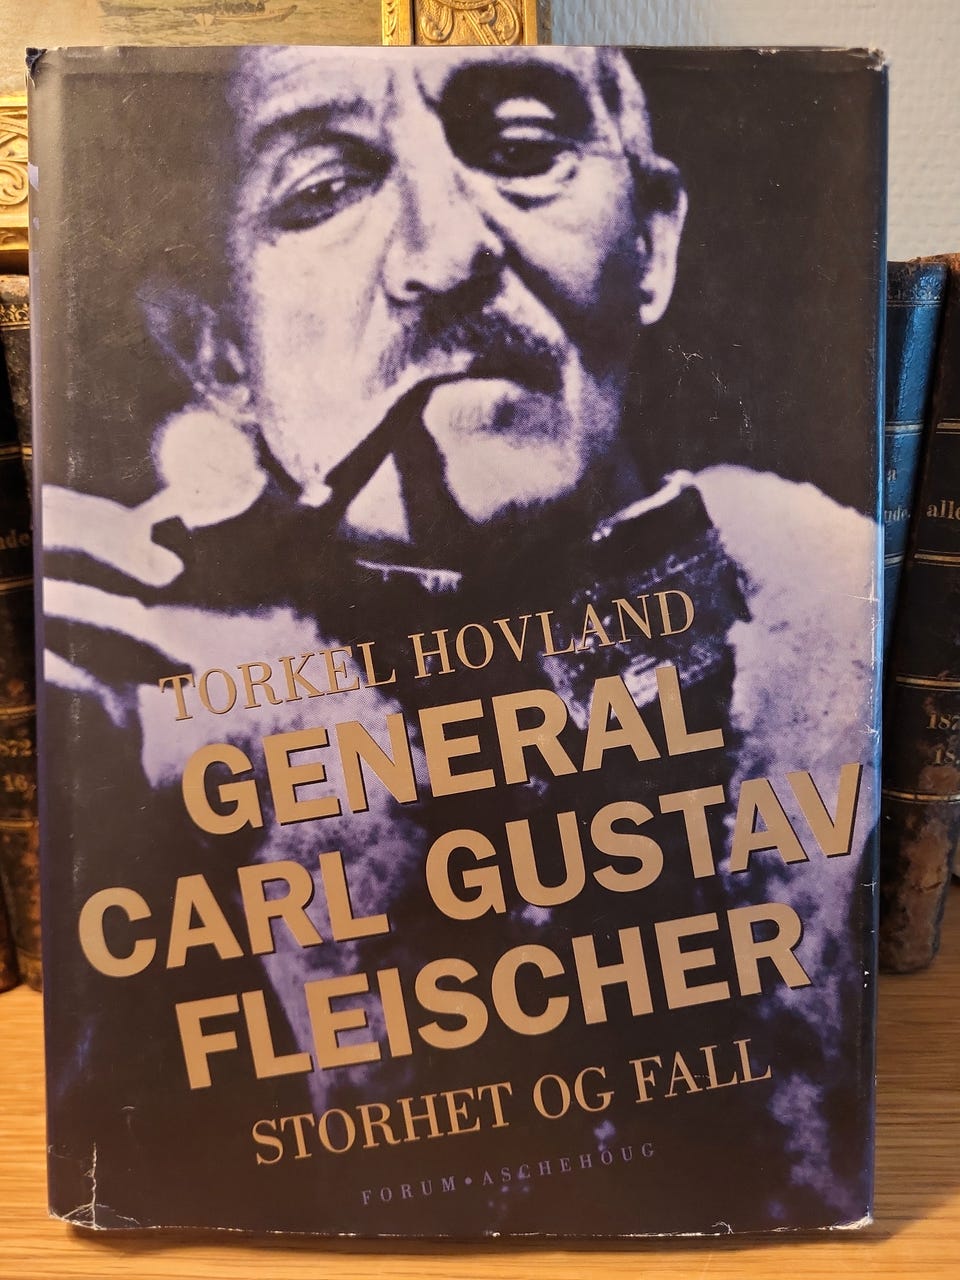 TORKEL HOVLAND
GENERAL
CARL GUSTAV
FLEISCHER
STORHET OG FALL
FORUM • ASCHEHOUG